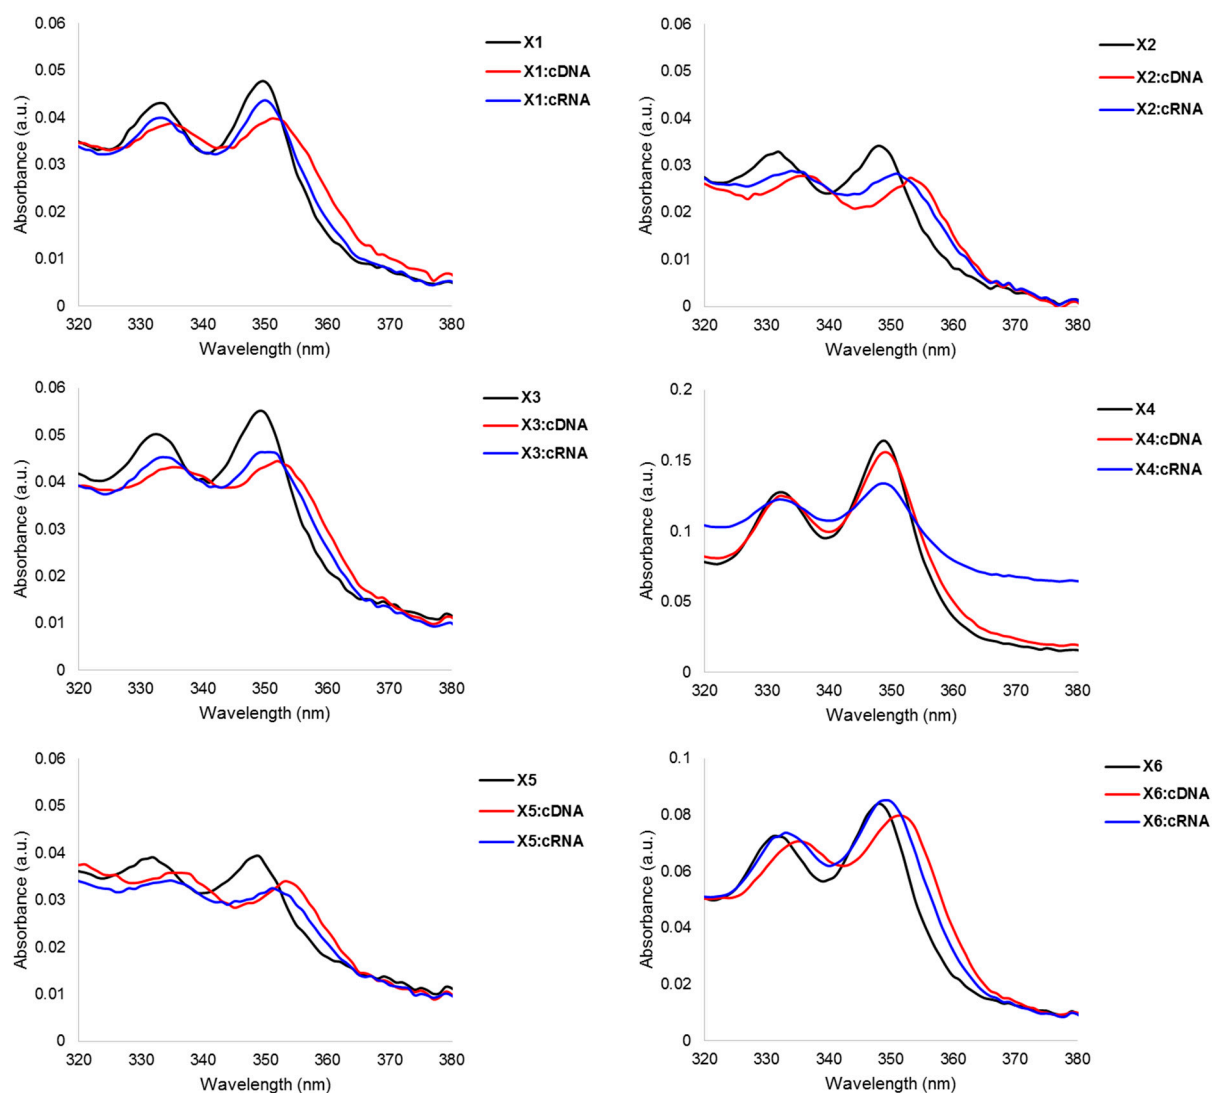 0.06
0.05
0.04
0.03
0.02
0.01
0
320 330 340 350 360 370 380
Absorbance (a.u.)
Wavelength (nm)
X1
X1:cDNA
X1:cRNA
0.06
0.05
0.04
0.03
0.02
0.01
0
320 330 340 350 360 370 380
Absorbance (a.u.)
Wavelength (nm)
X2
X2:cDNA
X2:cRNA
0.06
0.05
0.04
0.03
0.02
0.01
0
320 330 340 350 360 370 380
Absorbance (a.u.)
Wavelength (nm)
X3
X3:cDNA
X3:cRNA
0.2
0.15
0.1
0.05
0
320 330 340 350 360 370 380
Absorbance (a.u.)
Wavelength (nm)
X4
X4:cDNA
X4:cRNA
0.06
0.05
0.04
0.03
0.02
0.01
0
320 330 340 350 360 370 380
Absorbance (a.u.)
Wavelength (nm)
X5
X5:cDNA
X5:cRNA
0.1
0.08
0.06
0.04
0.02
0
320 330 340 350 360 370 380
Absorbance (a.u.)
Wavelength (nm)
X6
X6:cDNA
X6:cRNA